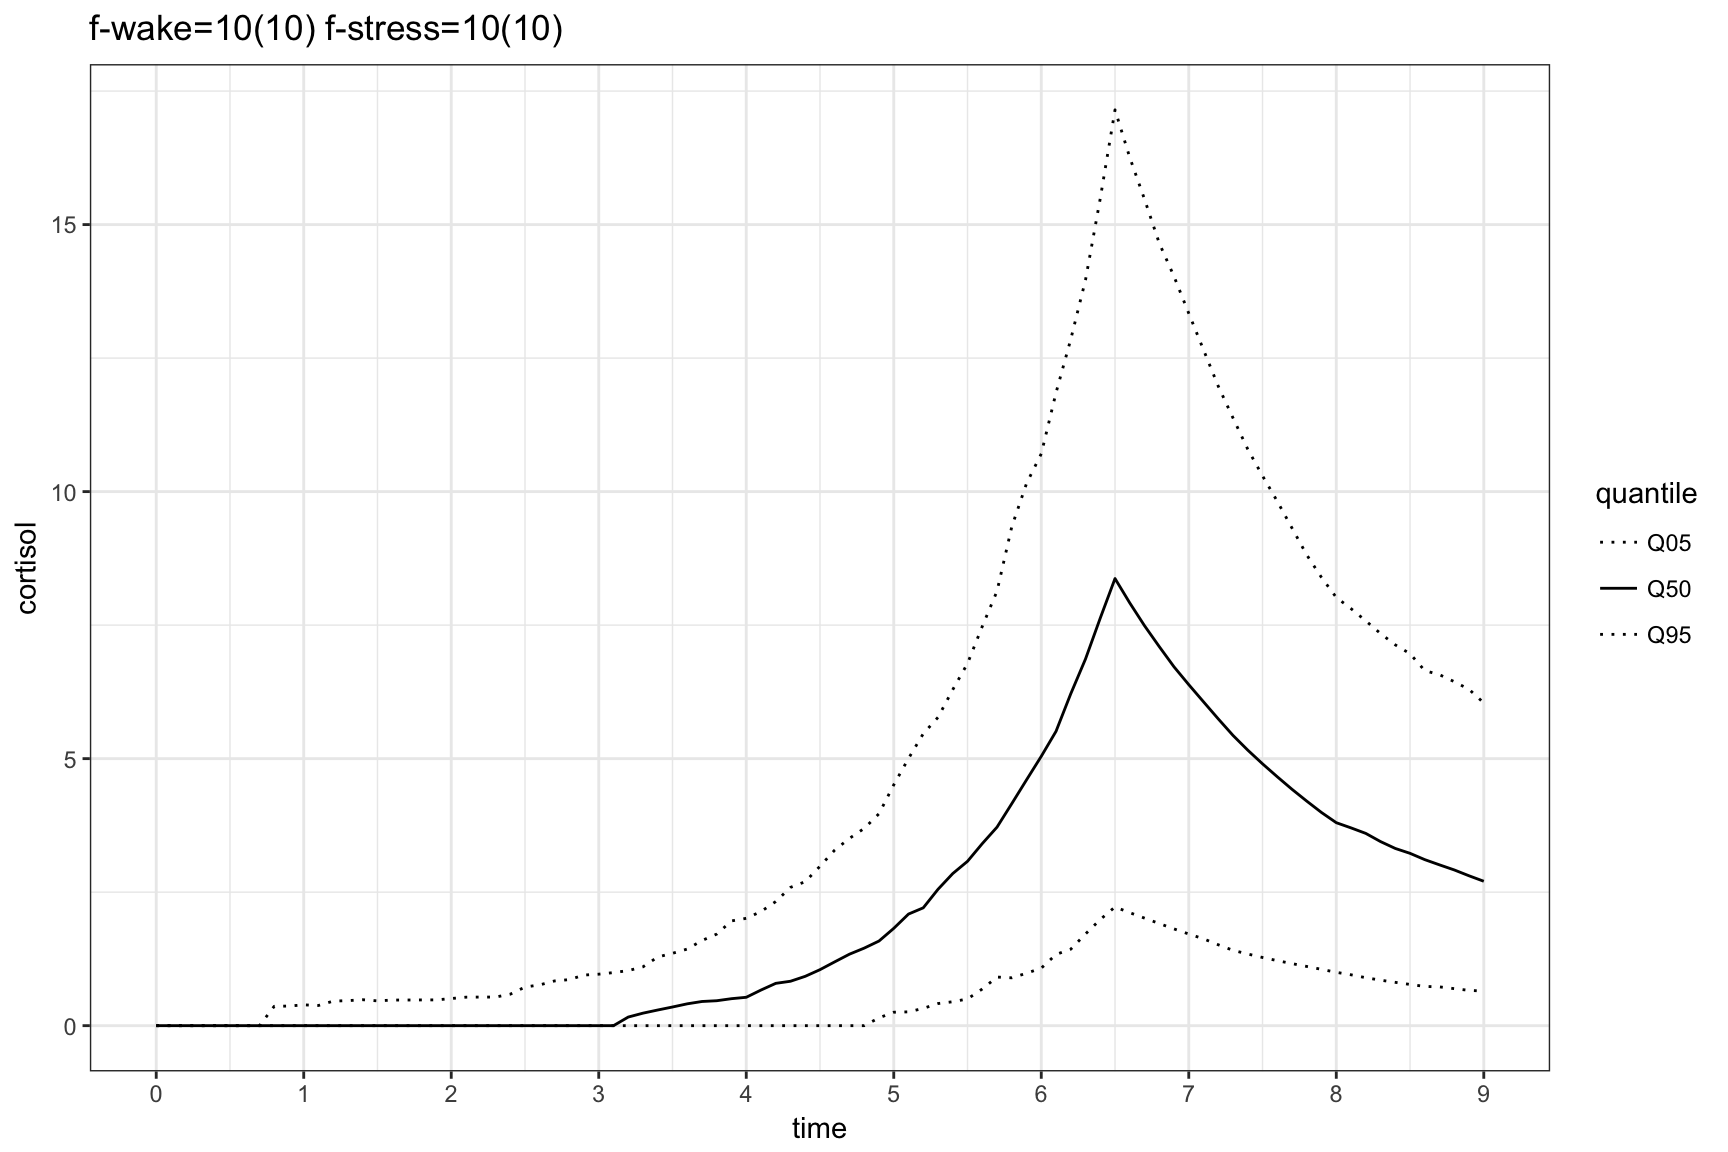 f-wake=10(10) f-stress=10(10)
15
10
5
0
cortisol
0 1 2 3 4 5 6 7 8 9
time
quantile
Q05
Q50
Q95